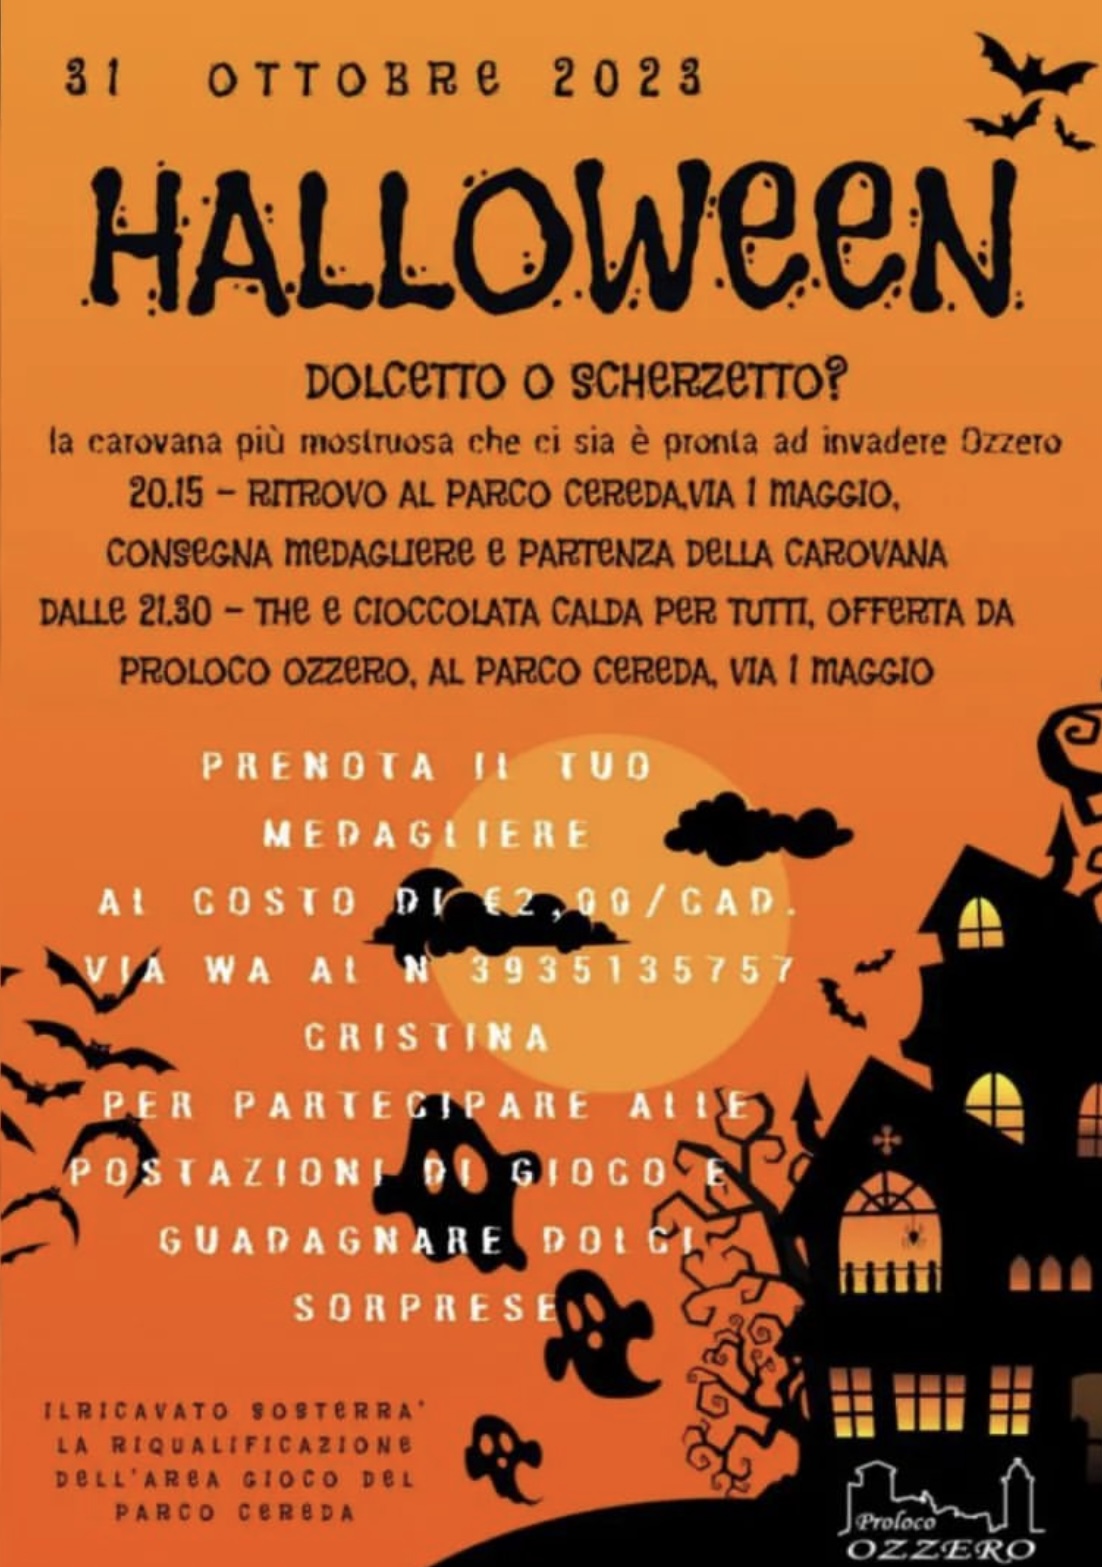 31 OTTOBRE 2023
HALLOWEEN
DOLCETTO O SCHERZETTO?
la carovana più mostruosa che ci sia è pronta ad invadere Ozzero
20.15 – RITROVO AL PARCO CEREDA,VIA 1 MAGGIO,
CONSEGNA MEDAGLIERE E PARTENZA DELLA CAROVANA
DALLE 21.30 – THE E CIOCCOLATA CALDA PER TUTTI, OFFERTA DA
PROLOCO OZZERO, AL PARCO CEREDA, VIA 1 MAGGIO
PRENOTA IL TUO
MEDAGLIERE
AL COSTO DI €2,00/CAD.
VIA WA AL N 3935135757
CRISTINA
PER PARTECIPARE ALLE
POSTAZIONI DI GIOCO E
GUADAGNARE DOLCI
SORPRESE
ILRICAVATO SOSTERRA'
LA RIQUALIFICAZIONE
DELL'AREA GIOCO DEL
PARCO CEREDA
Proloco
OZZERO